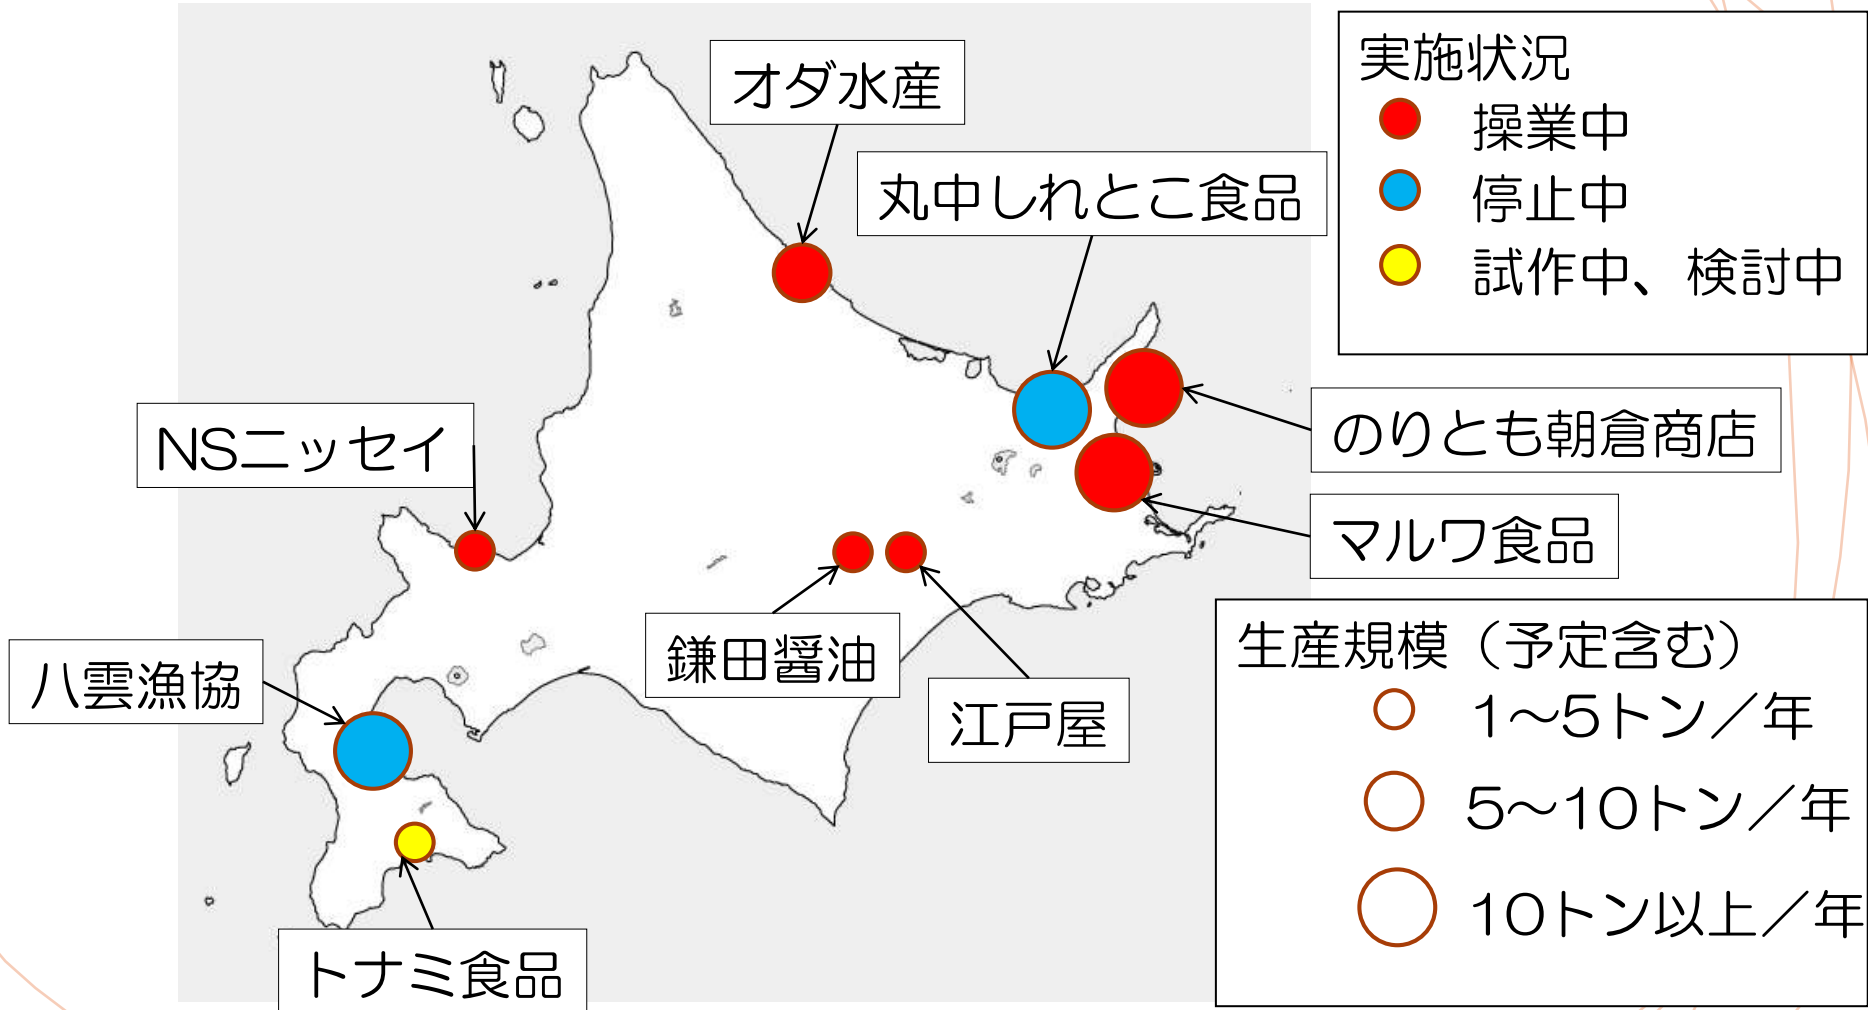 オダ水産
丸中しれとこ食品
NSニッセイ
のりとも朝倉商店
マルワ食品
鎌田醤油
江戸屋
八雲漁協
トナミ食品
実施状況
操業中
停止中
試作中、検討中
生産規模（予定含む）
1～5トン／年
5～10トン／年
10トン以上／年